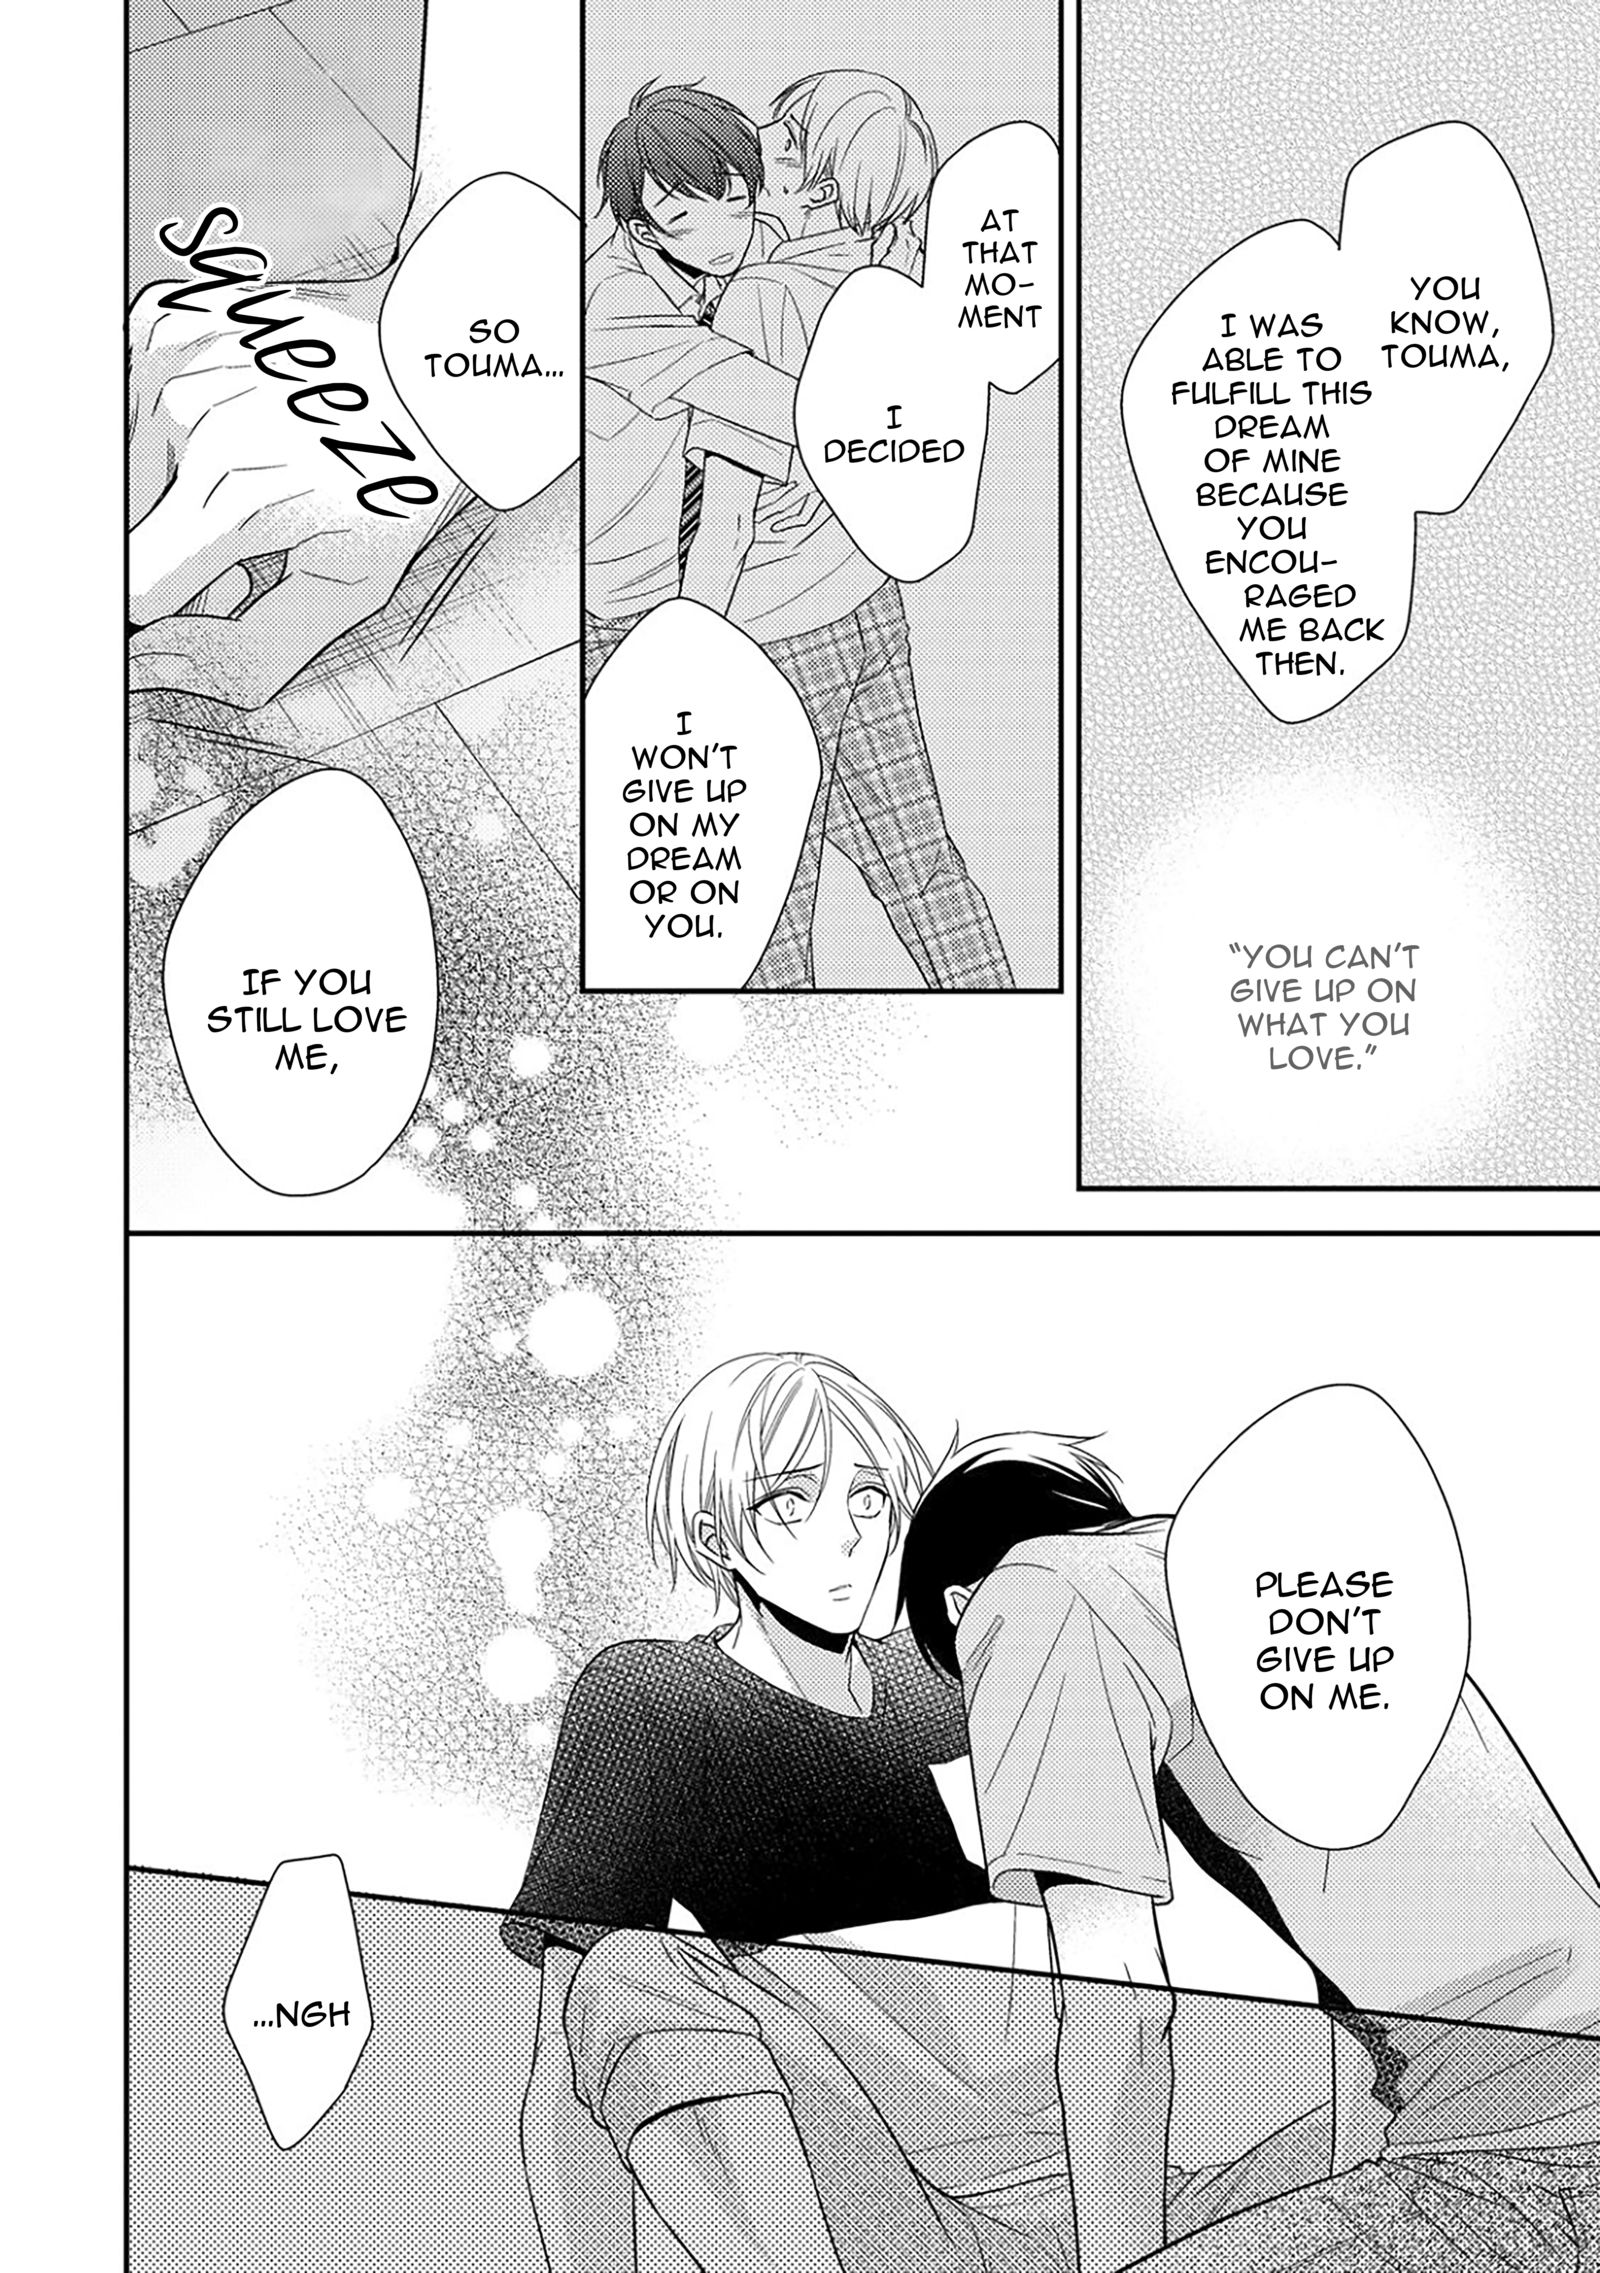 YOU
KNOW,
TOUMA,
I WAS
ABLE TO
FULFILL THIS
DREAM
OF MINE
BECAUSE
YOU
ENCOU-
RAGED
ME BACK
THEN.
"YOU CAN'T
GIVE UP ON
WHAT YOU
LOVE."
AT
THAT
MO-
MENT
I
DECIDED
I
WON'T
GIVE UP
ON MY
DREAM
OR ON
YOU.
SO
TOUMA...
squeeze
IF YOU
STILL LOVE
ME,
PLEASE
DON'T
GIVE UP
ON ME.
...NGH